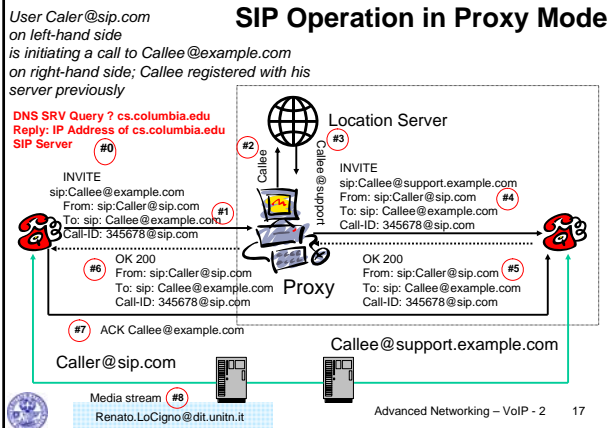 User Caler@sip.com
on left-hand side
is initiating a call to Callee@example.com
on right-hand side; Callee registered with his
server previously
SIP Operation in Proxy Mode
DNS SRV Query ? cs.columbia.edu
Reply: IP Address of cs.columbia.edu
SIP Server
#0
Location Server
#2
#3
Callee
Callee@support
INVITE
sip:Callee@example.com
From: sip:Caller@sip.com
To: sip: Callee@example.com
Call-ID: 345678@sip.com
#1
INVITE
sip:Callee@support.example.com
From: sip:Caller@sip.com
To: sip: Callee@example.com
Call-ID: 345678@sip.com
#4
#6
OK 200
From: sip:Caller@sip.com
To: sip: Callee@example.com
Call-ID: 345678@sip.com
Proxy
OK 200
From: sip:Caller@sip.com
To: sip: Callee@example.com
Call-ID: 345678@sip.com
#5
#7
ACK Callee@example.com
Caller@sip.com
Callee@support.example.com
Media stream
#8
Renato.LoCigno@dit.unitn.it
Advanced Networking – VoIP - 2
17